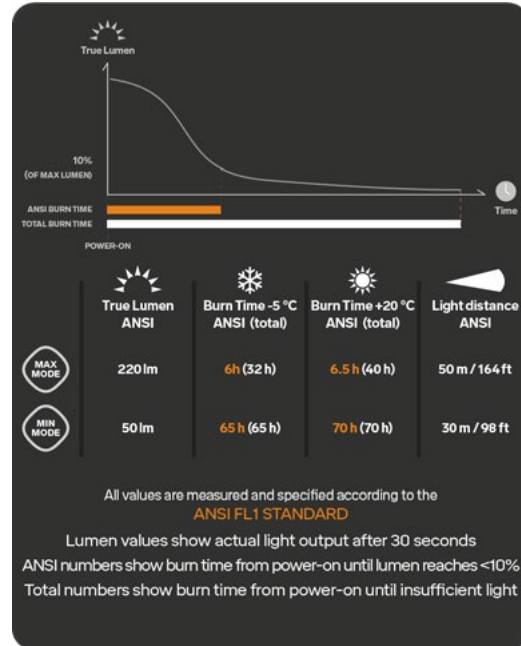 True Lumen
10%
(OF MAX LUMEN)
ANSI BURN TIME
Time
TOTAL BURN TIME
POWER-ON
True Lumen Burn Time -5 °C Burn Time +20 °C Light distance
ANSI ANSI (total) ANSI (total) ANSI
MAX
MODE
220 lm 6h (32 h) 6.5 h (40 h) 50 m / 164 ft
MIN
MODE
50 lm 65 h (65 h) 70 h (70 h) 30 m / 98 ft
All values are measured and specified according to the
ANSI FL1 STANDARD
Lumen values show actual light output after 30 seconds
ANSI numbers show burn time from power-on until lumen reaches <10%
Total numbers show burn time from power-on until insufficient light